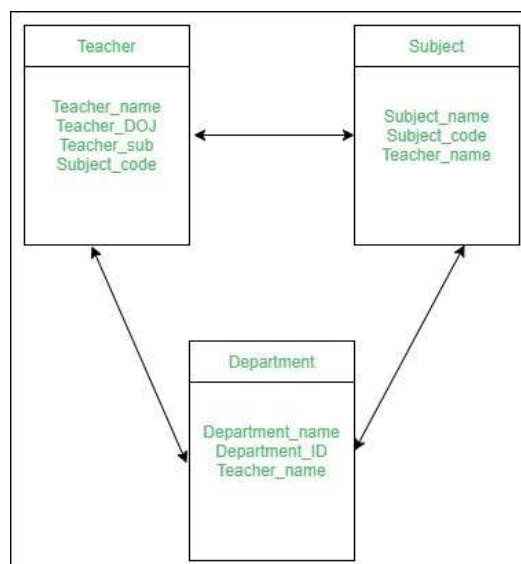 Teacher
Teacher_name
Teacher_DOJ
Teacher_sub
Subject_code
Subject
Subject_name
Subject_code
Teacher_name
Department
Department_name
Department_ID
Teacher_name